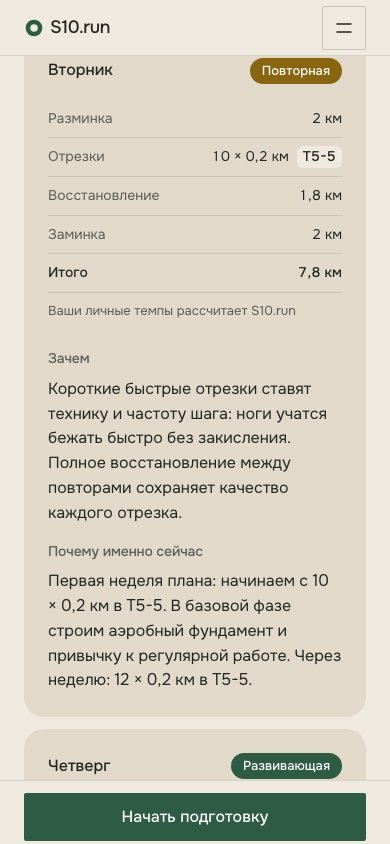 S10.run
Вторник
Повторная
Разминка 2 км
Отрезки 10 × 0,2 км T5-5
Восстановление 1,8 км
Заминка 2 км
Итого 7,8 км
Ваши личные темпы рассчитает S10.run
Зачем
Короткие быстрые отрезки ставят
технику и частоту шага: ноги учатся
бежать быстро без закисления.
Полное восстановление между
повторами сохраняет качество
каждого отрезка.
Почему именно сейчас
Первая неделя плана: начинаем с 10
× 0,2 км в T5-5. В базовой фазе
строим аэробный фундамент и
привычку к регулярной работе. Через
неделю: 12 × 0,2 км в T5-5.
Четверг
Развивающая
Начать подготовку